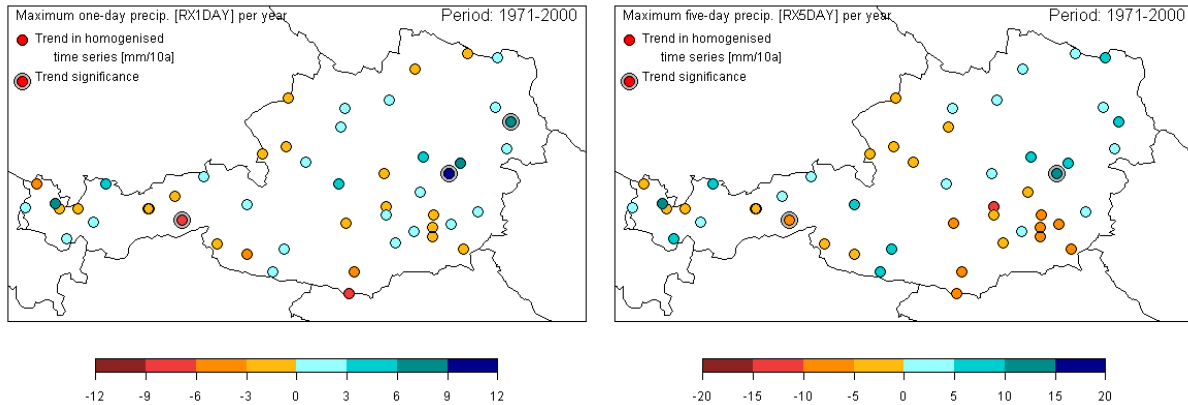 Maximum one-day precip. [RX1DAY] per year
Period: 1971-2000
Trend in homogenised
time series [mm/10a]
Trend significance
-12 -9 -6 -3 0 3 6 9 12
Maximum five-day precip. [RX5DAY] per year
Period: 1971-2000
Trend in homogenised
time series [mm/10a]
Trend significance
-20 -15 -10 -5 0 5 10 15 20